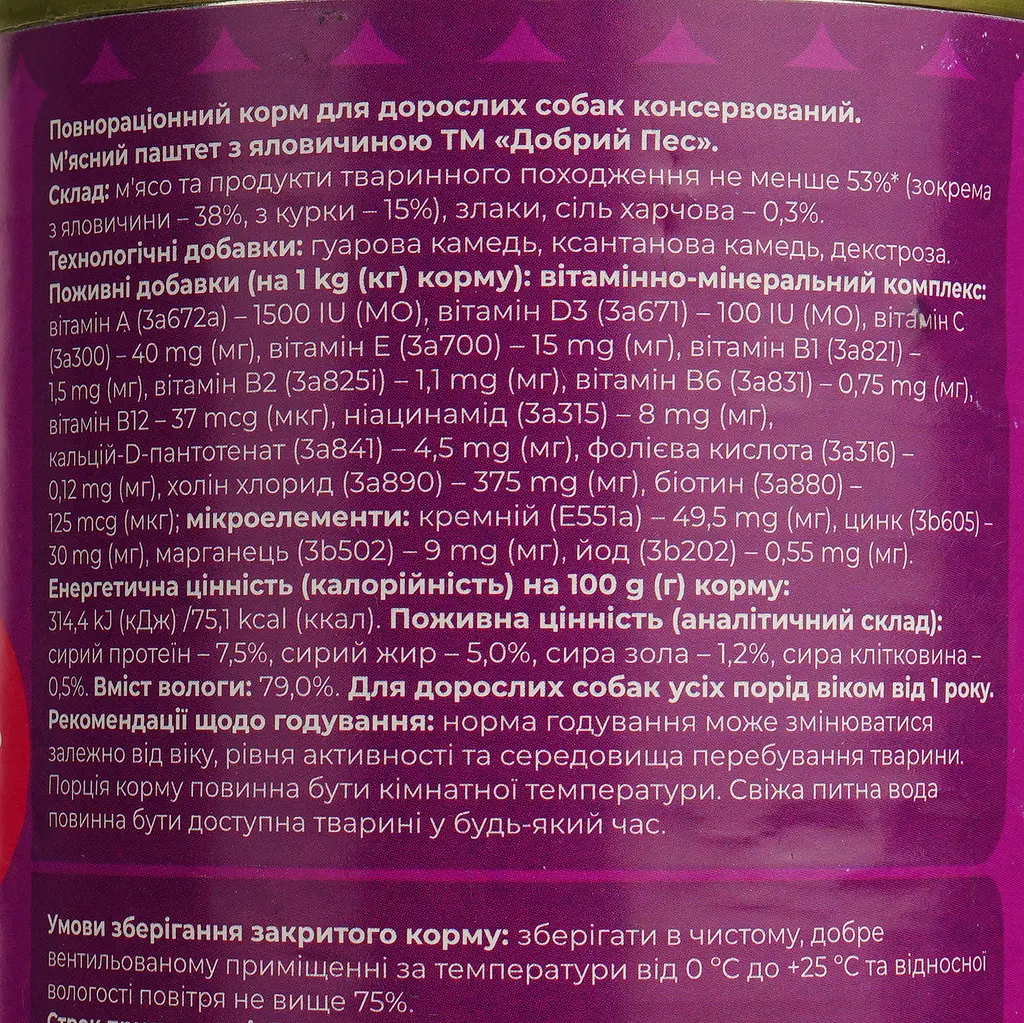 Повнораціонний корм для дорослих собак консервований.
М'ясний паштет з яловичиною ТМ «Добрий Пес».
Склад: м'ясо та продукти тваринного походження не менше 53%* (зокрема
з яловичини – 38%, з курки – 15%), злаки, сіль харчова – 0,3%.
Технологічні добавки: гуарова камедь, ксантанова камедь, декстроза.
Поживні добавки (на 1 kg (кг) корму): вітамінно-мінеральний комплекс:
вітамін А (3а672а) – 1500 IU (МО), вітамін D3 (3а671) – 100 IU (МО), вітамін С
(3а300) – 40 mg (мг), вітамін Е (3а700) – 15 mg (мг), вітамін В1 (3а821) –
1,5 mg (мг), вітамін В2 (3а825і) – 1,1 mg (мг), вітамін В6 (3а831) – 0,75 mg (мг),
вітамін В12 – 37 mcg (мкг), ніацинамід (3а315) – 8 mg (мг),
кальцій-D-пантотенат (3а841) – 4,5 mg (мг), фолієва кислота (3а316) –
0,12 mg (мг), холін хлорид (3а890) – 375 mg (мг), біотин (3а880) –
125 mcg (мкг); мікроелементи: кремній (Е551а) – 49,5 mg (мг), цинк (3b605) –
30 mg (мг), марганець (3b502) – 9 mg (мг), йод (3b202) – 0,55 mg (мг).
Енергетична цінність (калорійність) на 100 g (г) корму:
314,4 kJ (кДж) /75,1 kcal (ккал). Поживна цінність (аналітичний склад):
сирий протеїн – 7,5%, сирий жир – 5,0%, сира зола – 1,2%, сира клітковина –
0,5%. Вміст вологи: 79,0%. Для дорослих собак усіх порід віком від 1 року.
Рекомендації щодо годування: норма годування може змінюватися
залежно від віку, рівня активності та середовища перебування тварини.
Порція корму повинна бути кімнатної температури. Свіжа питна вода
повинна бути доступна тварині у будь-який час.
Умови зберігання закритого корму: зберігати в чистому, добре
вентильованому приміщенні за температури від 0 °С до +25 °С та відносної
вологості повітря не вище 75%.